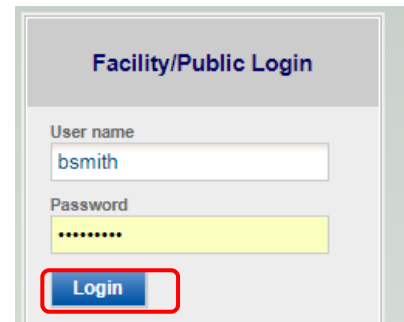 Facility/Public Login
User name
bsmith
Password
•••••••••
Login